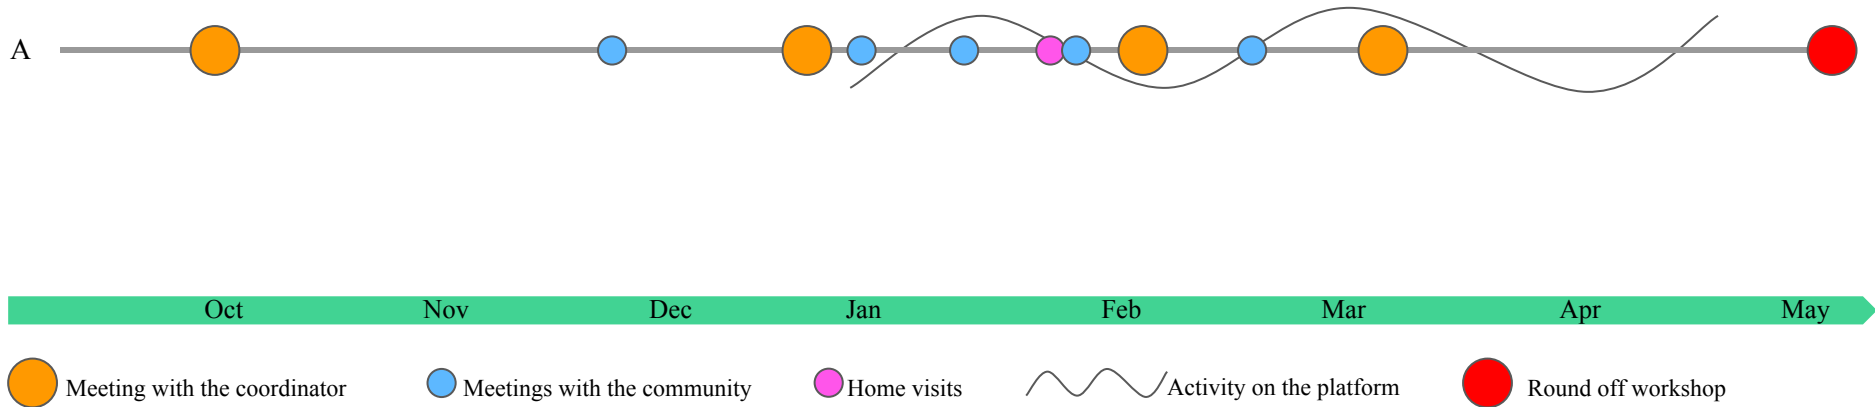 A
Oct Nov Dec Jan Feb Mar Apr May
Meeting with the coordinator Meetings with the community Home visits Activity on the platform Round off workshop